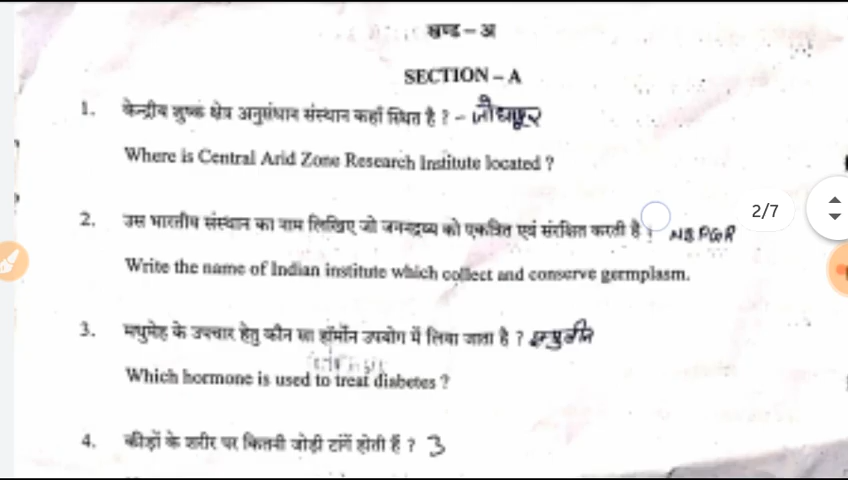 खण्ड – अ
SECTION – A
1. केन्द्रीय शुष्क क्षेत्र अनुसंधान संस्थान कहाँ स्थित है ? – जोधपुर
Where is Central Arid Zone Research Institute located ?
2. उस भारतीय संस्थान का नाम लिखिए जो जननद्रव्य को एकत्रित एवं संरक्षित करती है । NBPGR
2/7
Write the name of Indian institute which collect and conserve germplasm.
3. मधुमेह के उपचार हेतु कौन सा हॉर्मोन उपयोग में लिया जाता है ?
Which hormone is used to treat diabetes ?
4. कीड़ों के शरीर पर कितनी जोड़ी टांगें होती हैं ? 3